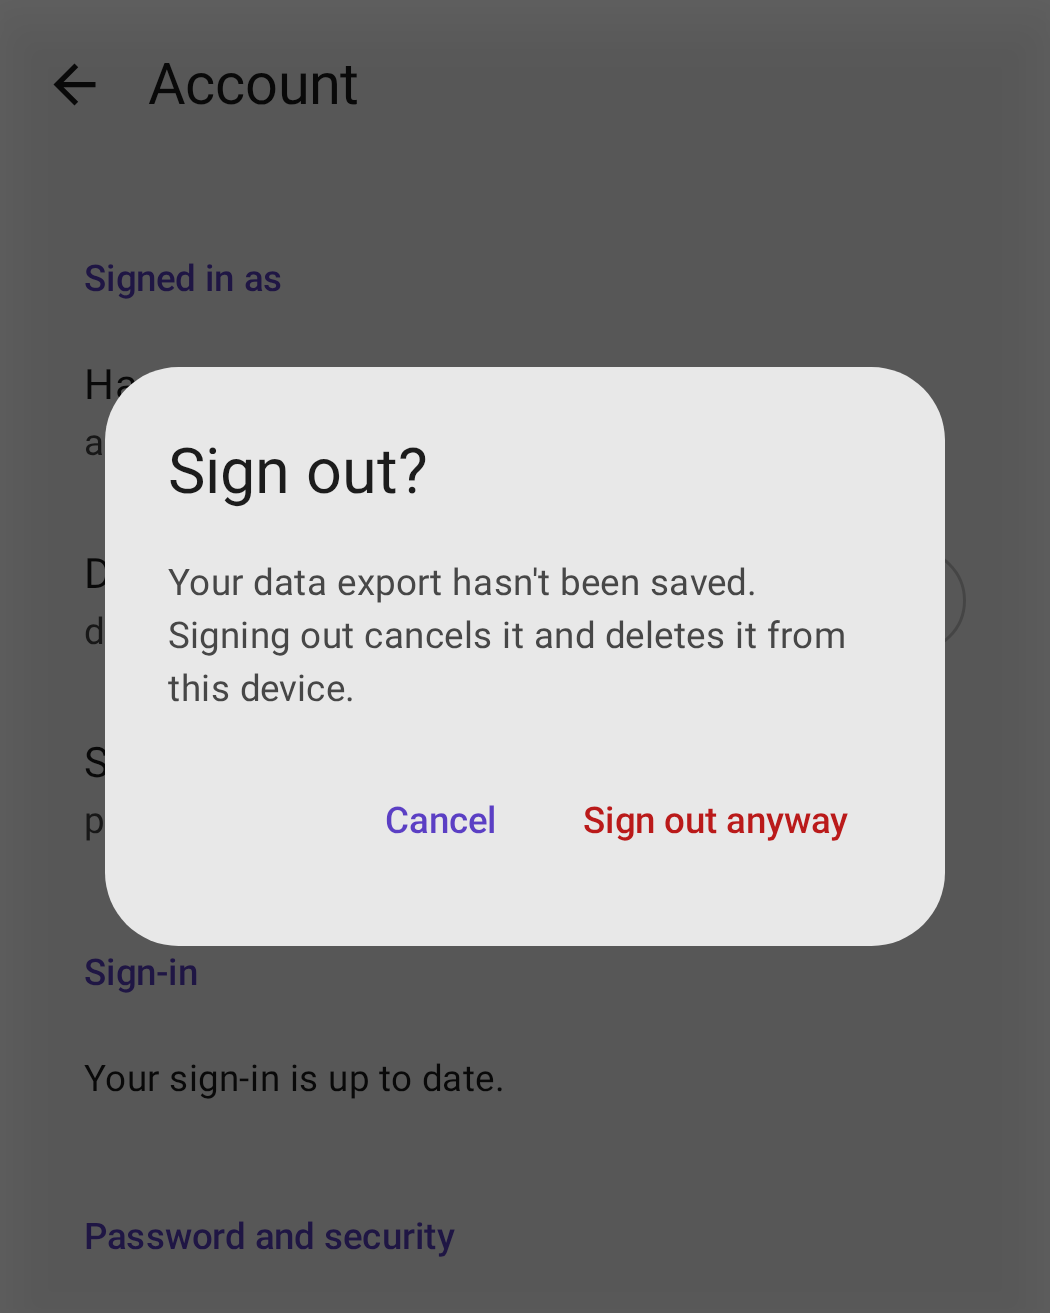 Account
Signed in as
Sign out?
Your data export hasn't been saved.
Signing out cancels it and deletes it from
this device.
Cancel
Sign out anyway
Sign-in
Your sign-in is up to date.
Password and security